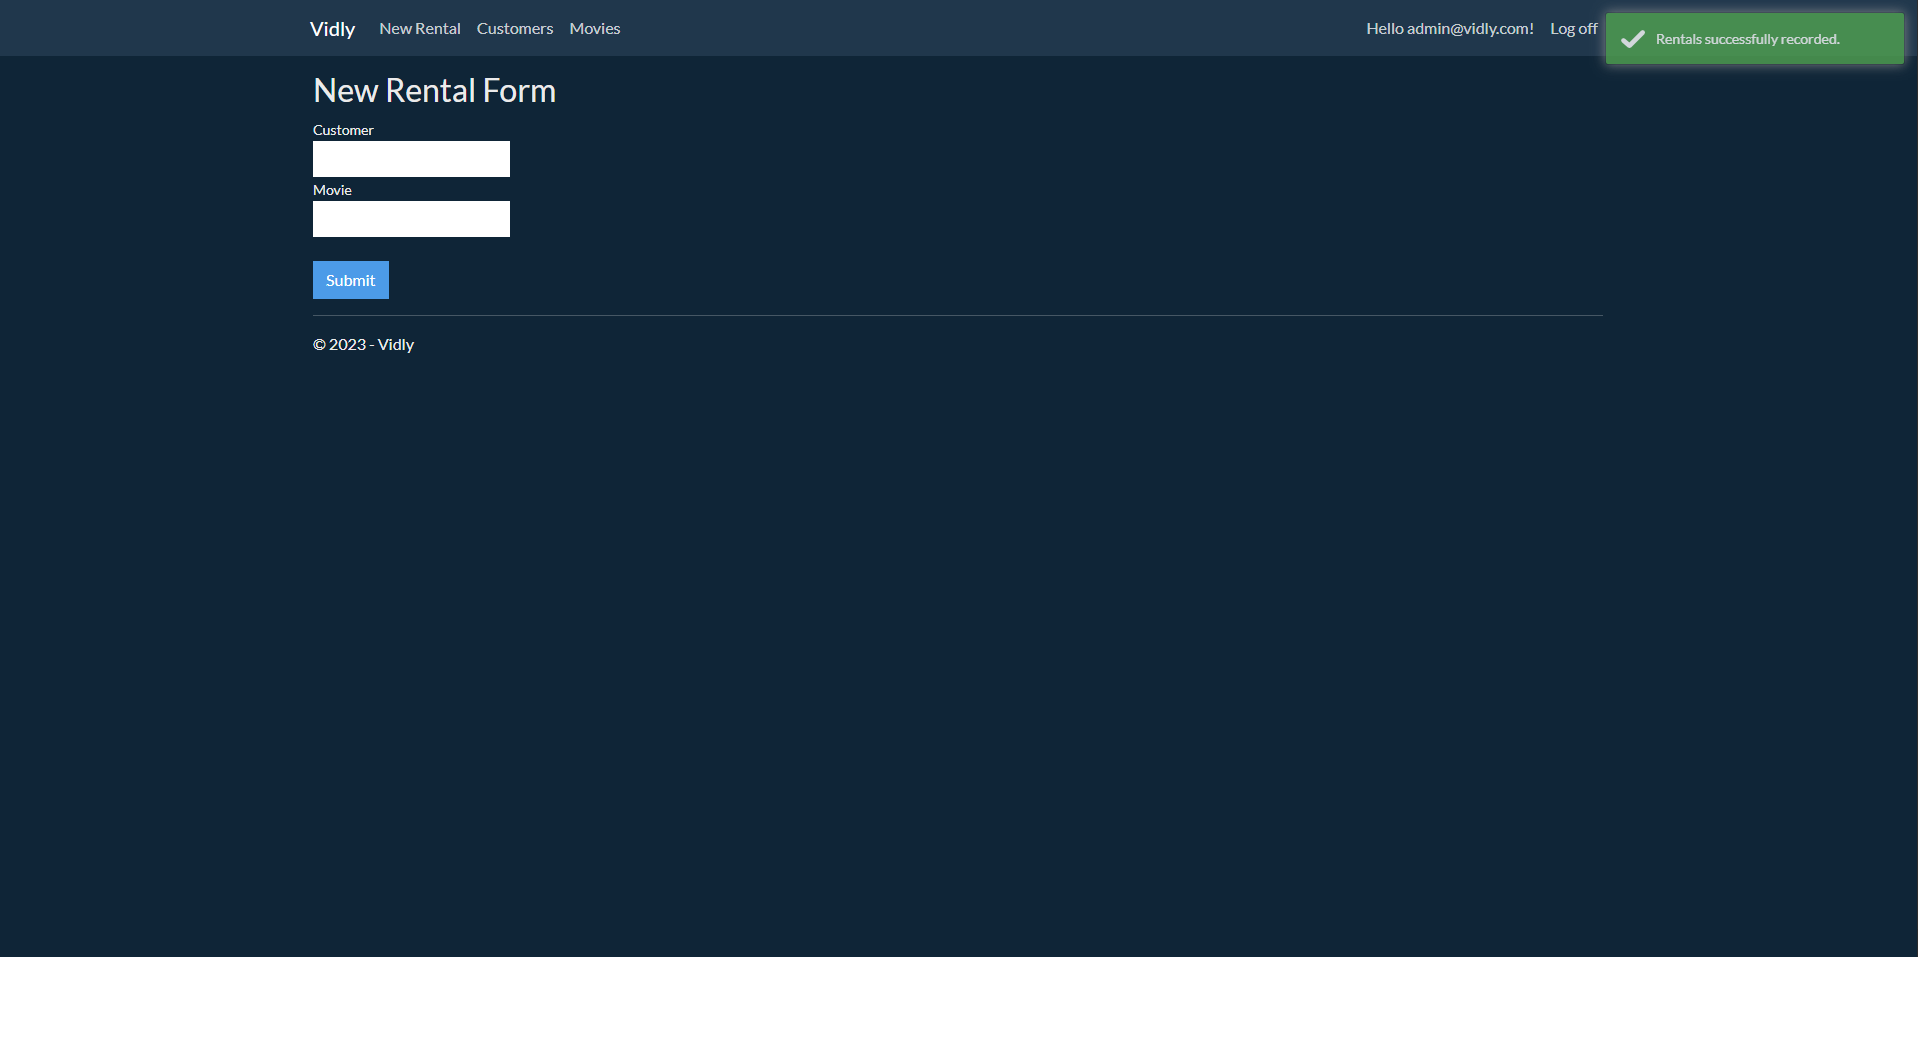 Vidly New Rental Customers Movies Hello admin@vidly.com! Log off
Rentals successfully recorded.
New Rental Form
Customer
Movie
Submit
© 2023 - Vidly